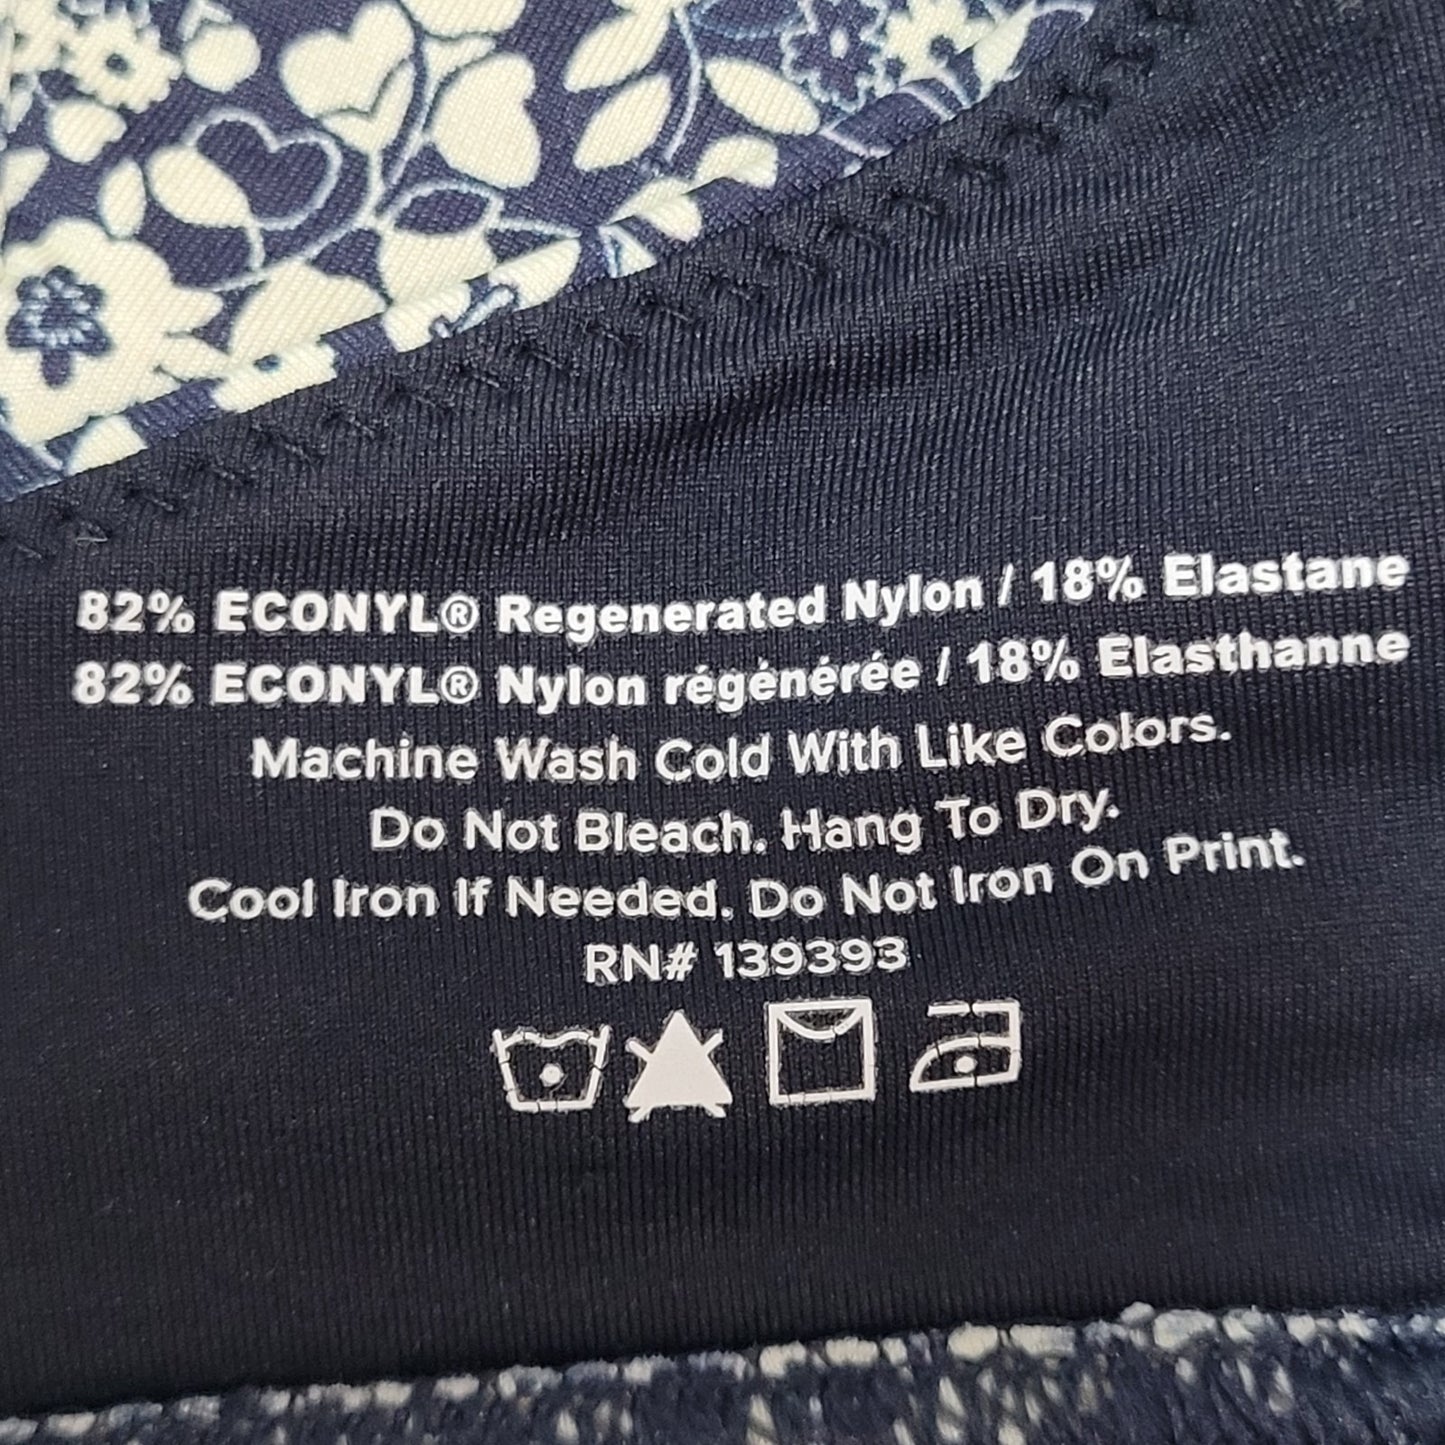 82% ECONYL® Regenerated Nylon / 18% Elastane
82% ECONYL® Nylon régénérée / 18% Elasthanne
Machine Wash Cold With Like Colors.
Do Not Bleach. Hang To Dry.
Cool Iron If Needed. Do Not Iron On Print.
RN# 139393